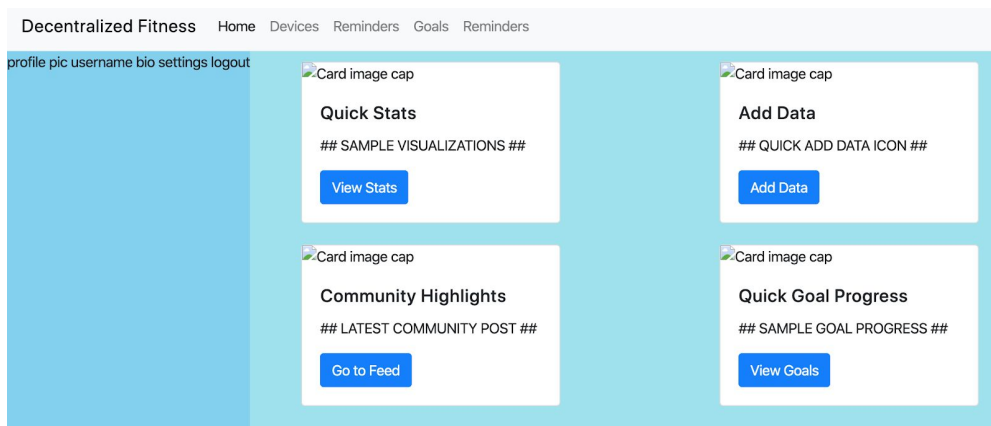 Decentralized Fitness Home Devices Reminders Goals Reminders
profile pic username bio settings logout
Card image cap
Quick Stats
## SAMPLE VISUALIZATIONS ##
View Stats
Card image cap
Add Data
## QUICK ADD DATA ICON ##
Add Data
Card image cap
Community Highlights
## LATEST COMMUNITY POST ##
Go to Feed
Card image cap
Quick Goal Progress
## SAMPLE GOAL PROGRESS ##
View Goals